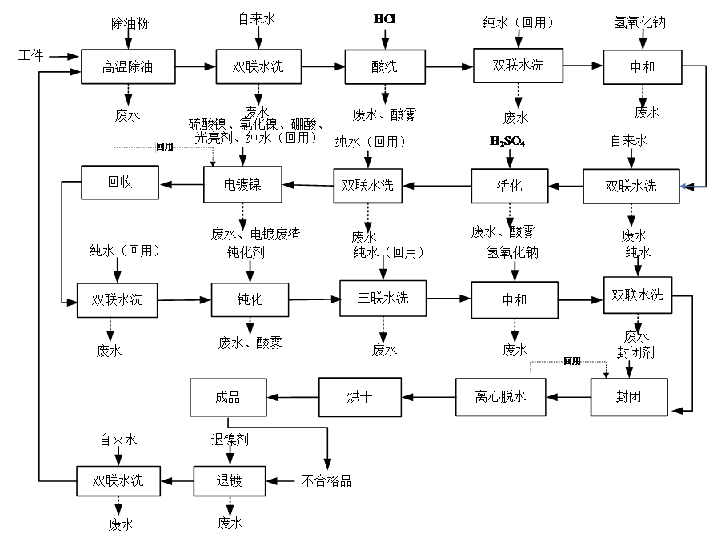 除油粉
自来水
HCl
纯水（回用）
氢氧化钠
工件
高温除油
双联水洗
酸洗
双联水洗
中和
废水
废水
废水、酸雾
废水
废水
硫酸镍、氯化镍、硼酸、
光亮剂、纯水（回用）
纯水（回用）
H₂SO₄
自来水
回用
回收
电镀镍
双联水洗
活化
双联水洗
废水、电镀废渣
废水
废水、酸雾
废水
纯水（回用）
钝化剂
纯水（回用）
氢氧化钠
纯水
双联水洗
钝化
三联水洗
中和
双联水洗
废水
废水、酸雾
废水
废水
废水
封闭剂
回用
成品
烘干
离心脱水
封闭
自来水
退镍剂
双联水洗
退镀
不合格品
废水
废水